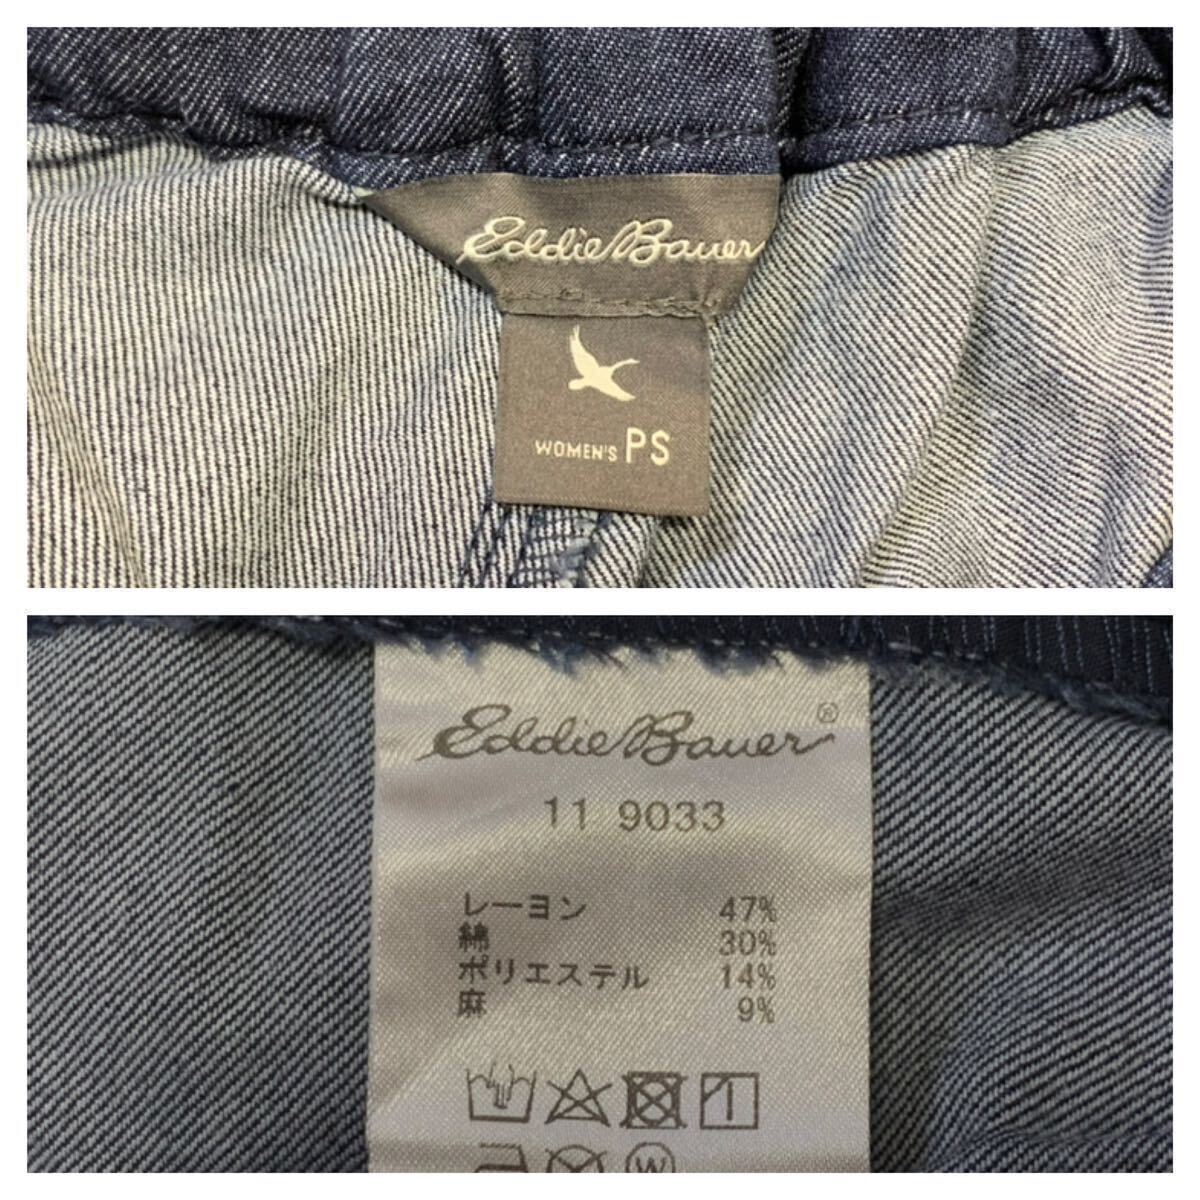 Eddie Bauer
WOMEN'S PS
Eddie Bauer®
11 9033
レーヨン 47%
綿 30%
ポリエステル 14%
麻 9%
W